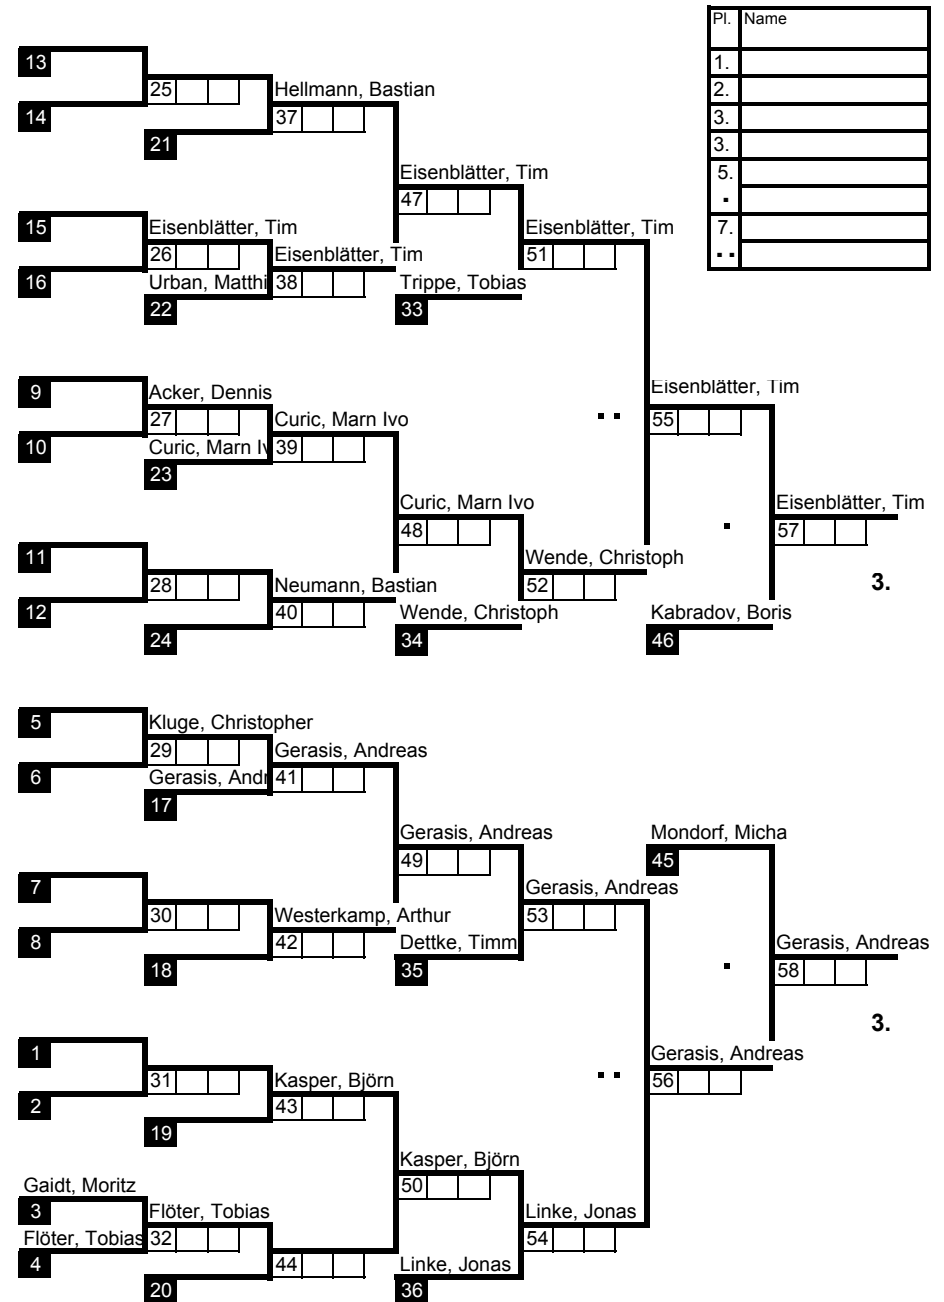 Pl. Name
13
1.
25 Hellmann, Bastian
2.
14 37
3.
21
3.
Eisenblätter, Tim
5.
47
.
15 Eisenblätter, Tim Eisenblätter, Tim
7.
26 Eisenblätter, Tim 51
. .
16 Urban, Matthi 38 Trippe, Tobias
22 33
9 Acker, Dennis Eisenblätter, Tim
27 Curic, Marn Ivo . . 55
10 Curic, Marn Iv 39
23
Curic, Marn Ivo Eisenblätter, Tim
48 . 57
11 Wende, Christoph
28 Neumann, Bastian 52 3.
12 40 Wende, Christoph Kabradov, Boris
24 34 46
5 Kluge, Christopher
29 Gerasis, Andreas
6 Gerasis, Andr 41
17
Gerasis, Andreas Mondorf, Micha
49 45
7 Gerasis, Andreas
30 Westerkamp, Arthur 53
8 42 Dettke, Timm Gerasis, Andreas
18 35 . 58
3.
1 Gerasis, Andreas
31 Kasper, Björn . . 56
2 43
19
Kasper, Björn
Gaidt, Moritz 50
3 Flöter, Tobias Linke, Jonas
Flöter, Tobias 32 54
4 44 Linke, Jonas
20 36